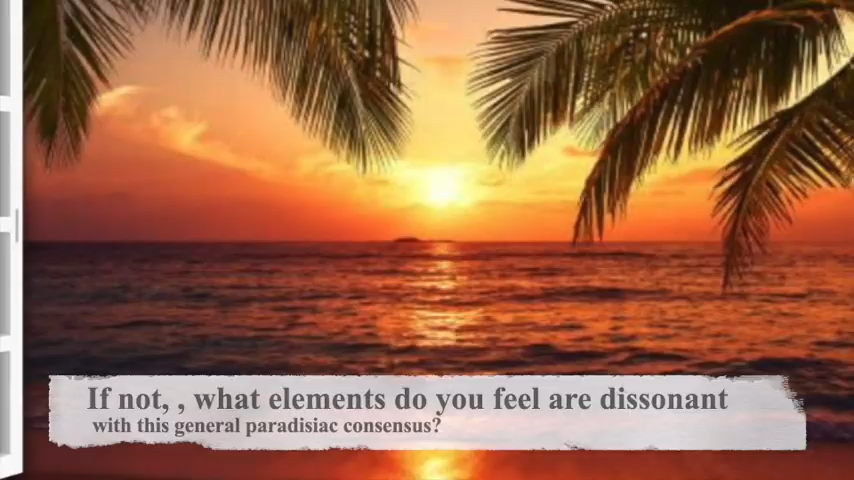 If not, , what elements do you feel are dissonant
with this general paradisiac consensus?